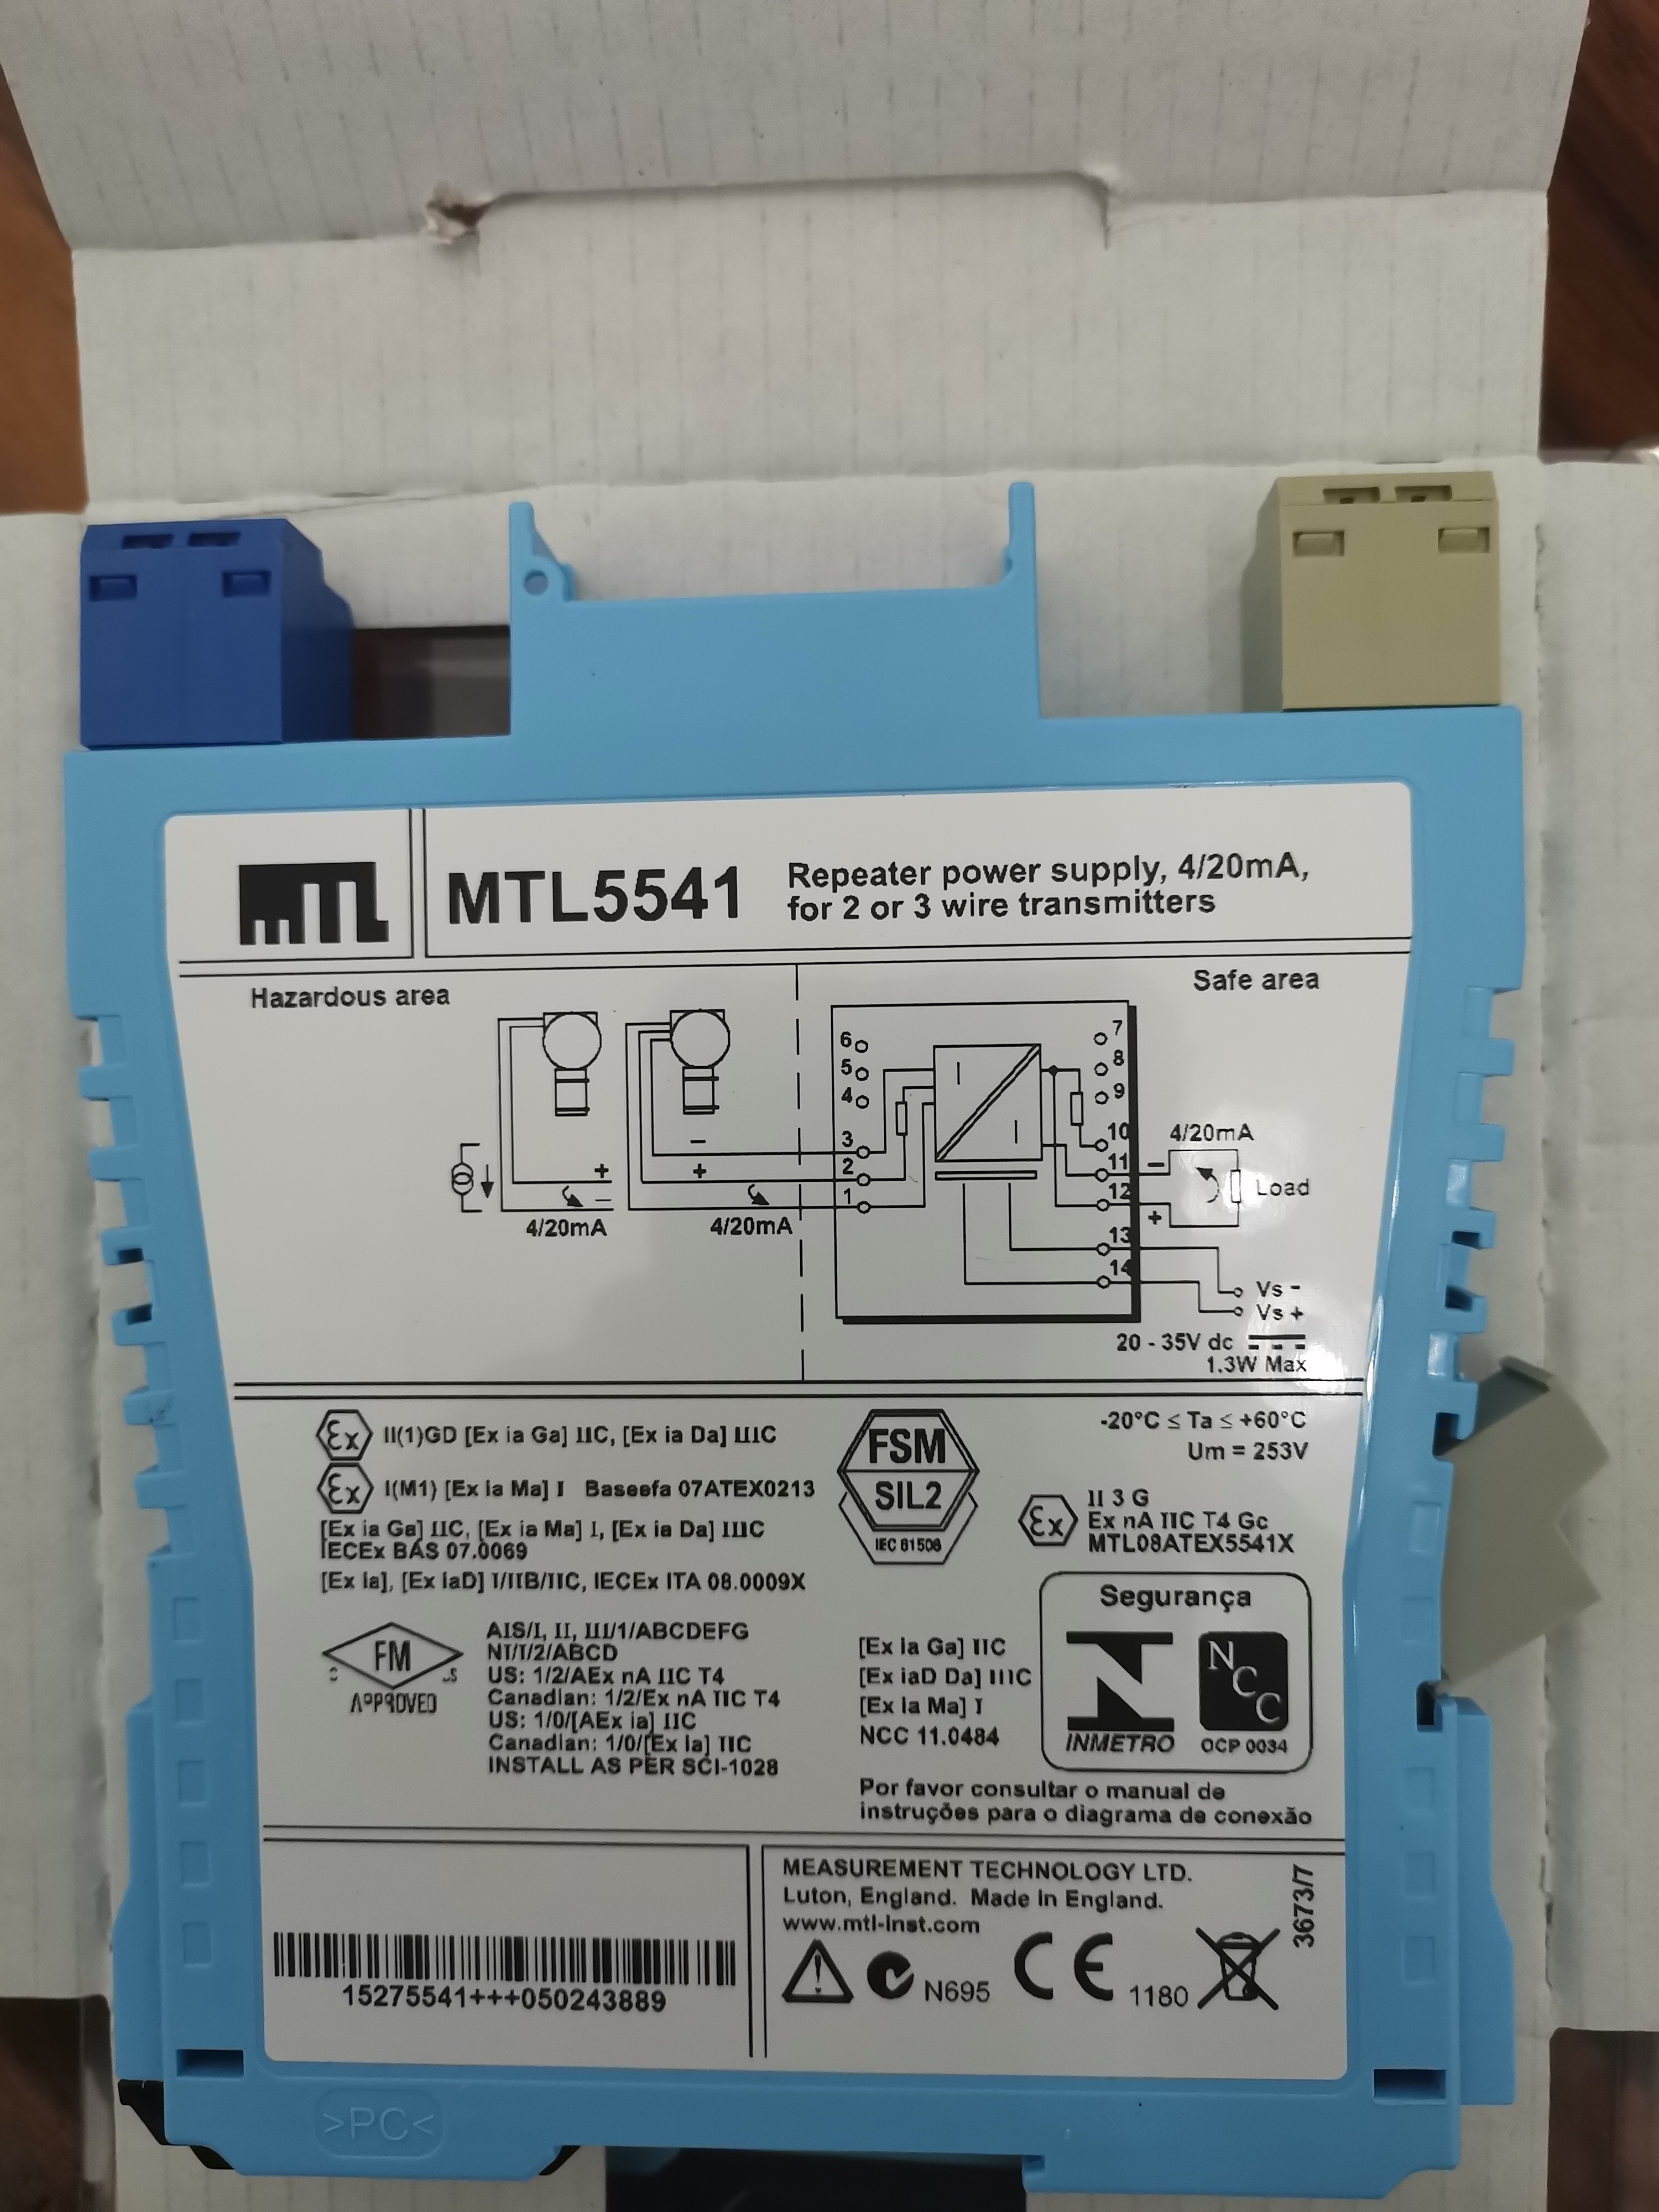 mTL
MTL5541
Repeater power supply, 4/20mA,
for 2 or 3 wire transmitters
Hazardous area
Safe area
6
5
4
3
2
1
7
8
9
10
11
12
13
14
I
I
−
+
+
−
4/20mA
4/20mA
4/20mA
−
+
Load
Vs -
Vs +
20 - 35V dc
1.3W Max
Ex II(1)GD [Ex ia Ga] IIC, [Ex ia Da] IIIC
Ex I(M1) [Ex ia Ma] I Baseefa 07ATEX0213
[Ex ia Ga] IIC, [Ex ia Ma] I, [Ex ia Da] IIIC
IECEx BAS 07.0069
[Ex ia], [Ex iaD] I/IIB/IIC, IECEx ITA 08.0009X
FSM
SIL2
IEC 61508
-20°C ≤ Ta ≤ +60°C
Um = 253V
Ex
II 3 G
Ex nA IIC T4 Gc
MTL08ATEX5541X
FM
C US
APPROVED
AIS/I, II, III/1/ABCDEFG
NI/I/2/ABCD
US: 1/2/AEx nA IIC T4
Canadian: 1/2/Ex nA IIC T4
US: 1/0/[AEx ia] IIC
Canadian: 1/0/[Ex ia] IIC
INSTALL AS PER SCI-1028
[Ex ia Ga] IIC
[Ex iaD Da] IIIC
[Ex ia Ma] I
NCC 11.0484
Segurança
INMETRO
NCC
OCP 0034
Por favor consultar o manual de
instruções para o diagrama de conexão
15275541+++050243889
MEASUREMENT TECHNOLOGY LTD.
Luton, England. Made in England.
www.mtl-inst.com
N695
CE 1180
3673/7
>PC<